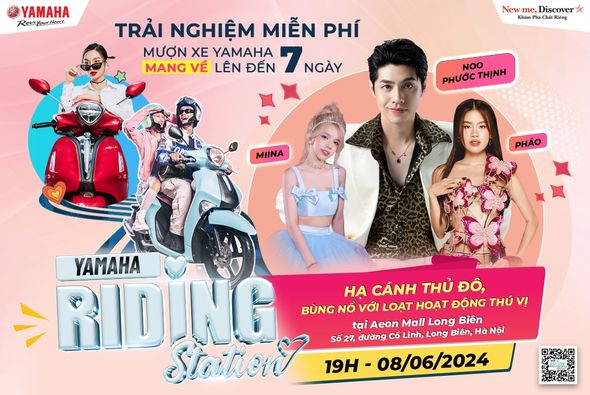 YAMAHA
Revs Your Heart
New me, Discover
Khám Phá Chất Riêng
TRẢI NGHIỆM MIỄN PHÍ
MƯỢN XE YAMAHA
MANG VỀ LÊN ĐẾN 7 NGÀY
NOO
PHƯỚC THỊNH
MIINA
PHÁO
YAMAHA
RIDING
Station
HẠ CÁNH THỦ ĐÔ,
BÙNG NỔ VỚI LOẠT HOẠT ĐỘNG THÚ VỊ
tại Aeon Mall Long Biên
Số 27, đường Cổ Linh, Long Biên, Hà Nội
19H - 08/06/2024